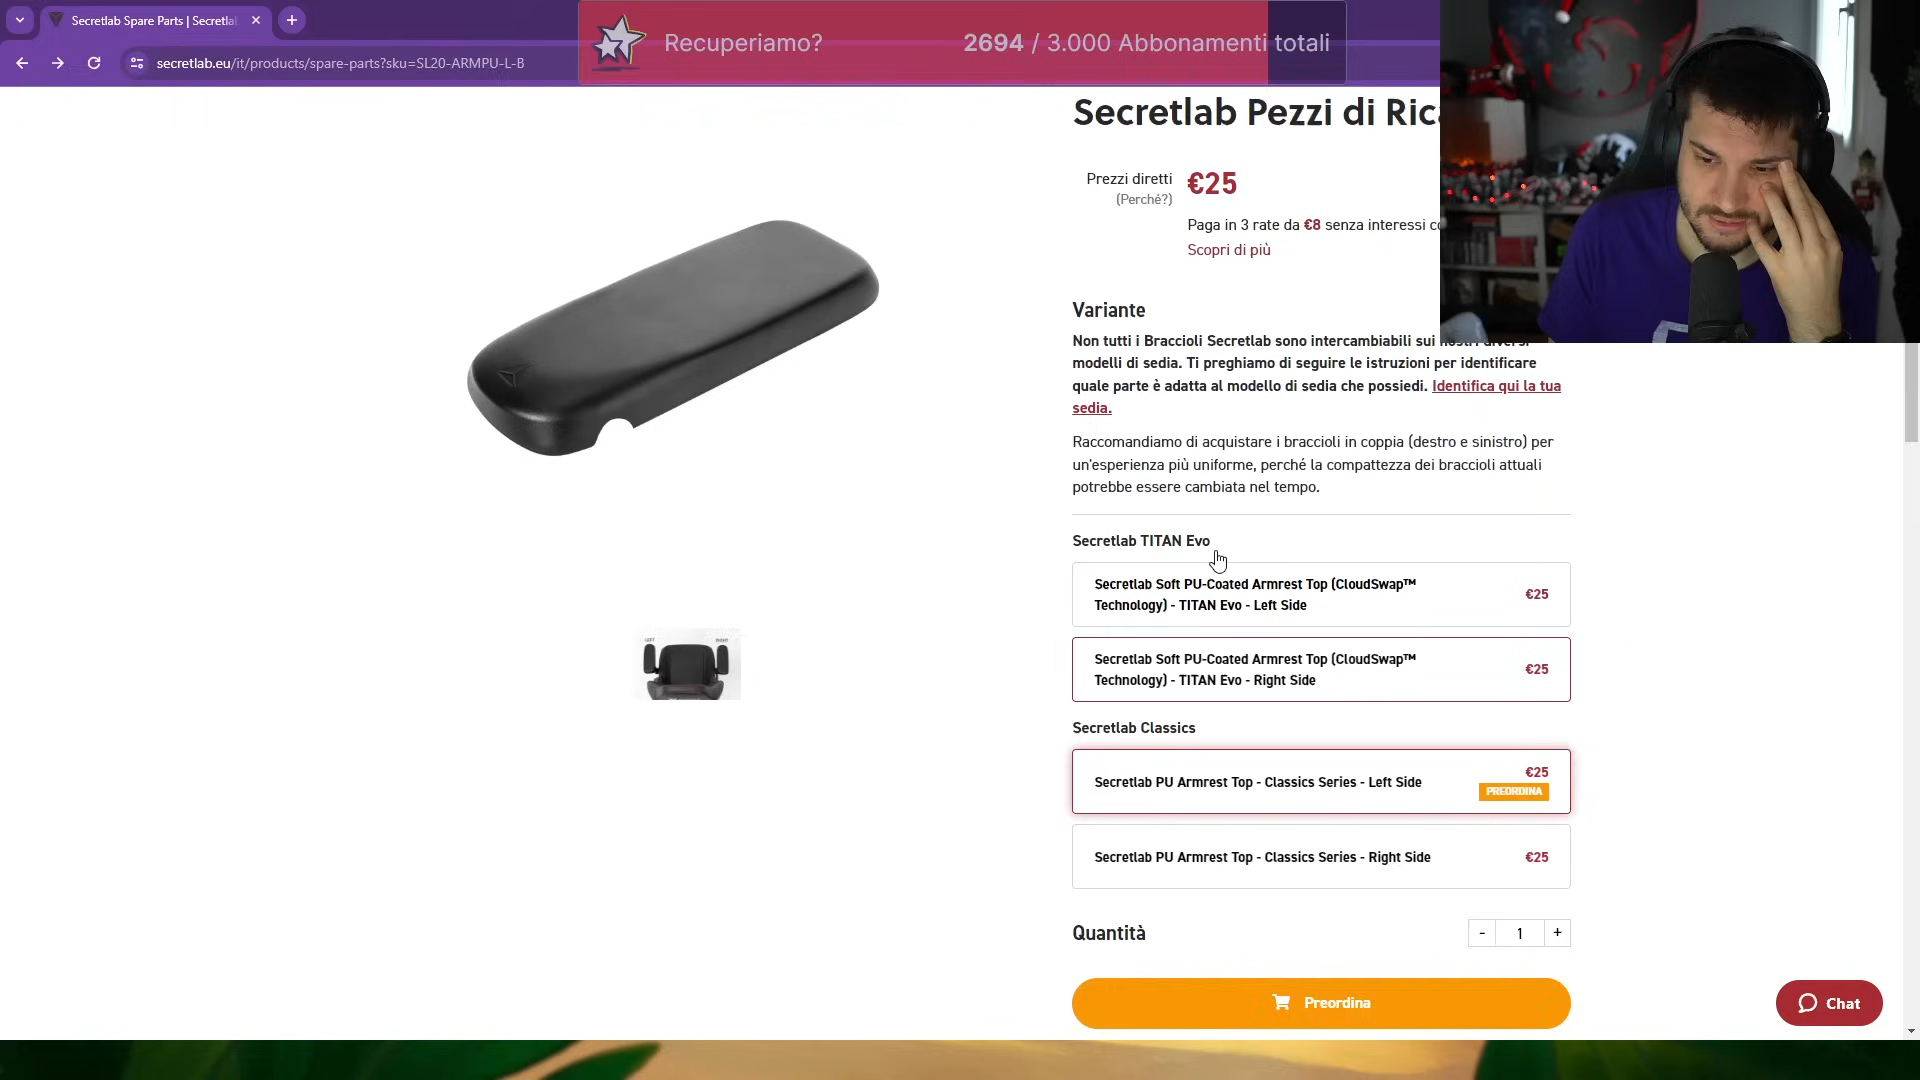 Secretlab Spare Parts | Secretla
Recuperiamo?
2694 / 3.000 Abbonamenti totali
secretlab.eu/it/products/spare-parts?sku=SL20-ARMPU-L-B
Secretlab Pezzi di Rica
Prezzi diretti
(Perché?)
€25
Paga in 3 rate da €8 senza interessi co
Scopri di più
Variante
Non tutti i Braccioli Secretlab sono intercambiabili sui nostri diversi
modelli di sedia. Ti preghiamo di seguire le istruzioni per identificare
quale parte è adatta al modello di sedia che possiedi. Identifica qui la tua
sedia.
Raccomandiamo di acquistare i braccioli in coppia (destro e sinistro) per
un'esperienza più uniforme, perché la compattezza dei braccioli attuali
potrebbe essere cambiata nel tempo.
Secretlab TITAN Evo
Secretlab Soft PU-Coated Armrest Top (CloudSwap™
Technology) - TITAN Evo - Left Side
€25
LEFT
RIGHT
Secretlab Soft PU-Coated Armrest Top (CloudSwap™
Technology) - TITAN Evo - Right Side
€25
Secretlab Classics
Secretlab PU Armrest Top - Classics Series - Left Side
€25
PREORDINA
Secretlab PU Armrest Top - Classics Series - Right Side
€25
Quantità
- 1 +
Preordina
Chat